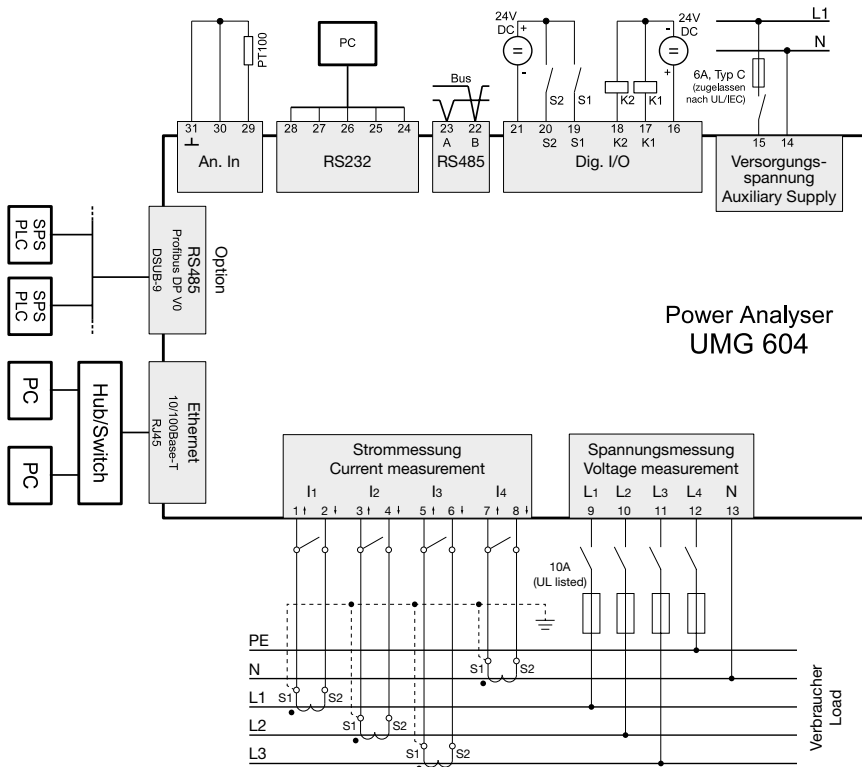 24V
DC
+
-
24V
DC
-
+
L1
N
PT100
PC
Bus
S2
S1
K2
K1
6A, Typ C
(zugelassen
nach UL/IEC)
31
30
29
28
27
26
25
24
23
22
21
20
19
18
17
16
15
14
A
B
S2
S1
K2
K1
An. In
RS232
RS485
Dig. I/O
Versorgungs-
spannung
Auxiliary Supply
SPS
PLC
SPS
PLC
RS485
Profibus DP V0
DSUB-9
Option
Power Analyser
UMG 604
PC
PC
Hub/Switch
Ethernet
10/100Base-T
RJ45
Strommessung
Current measurement
I1
I2
I3
I4
1
2
3
4
5
6
7
8
Spannungsmessung
Voltage measurement
L1
L2
L3
L4
N
9
10
11
12
13
10A
(UL listed)
PE
N
L1
L2
L3
S1
S2
S1
S2
S1
S2
S1
S2
Verbraucher
Load